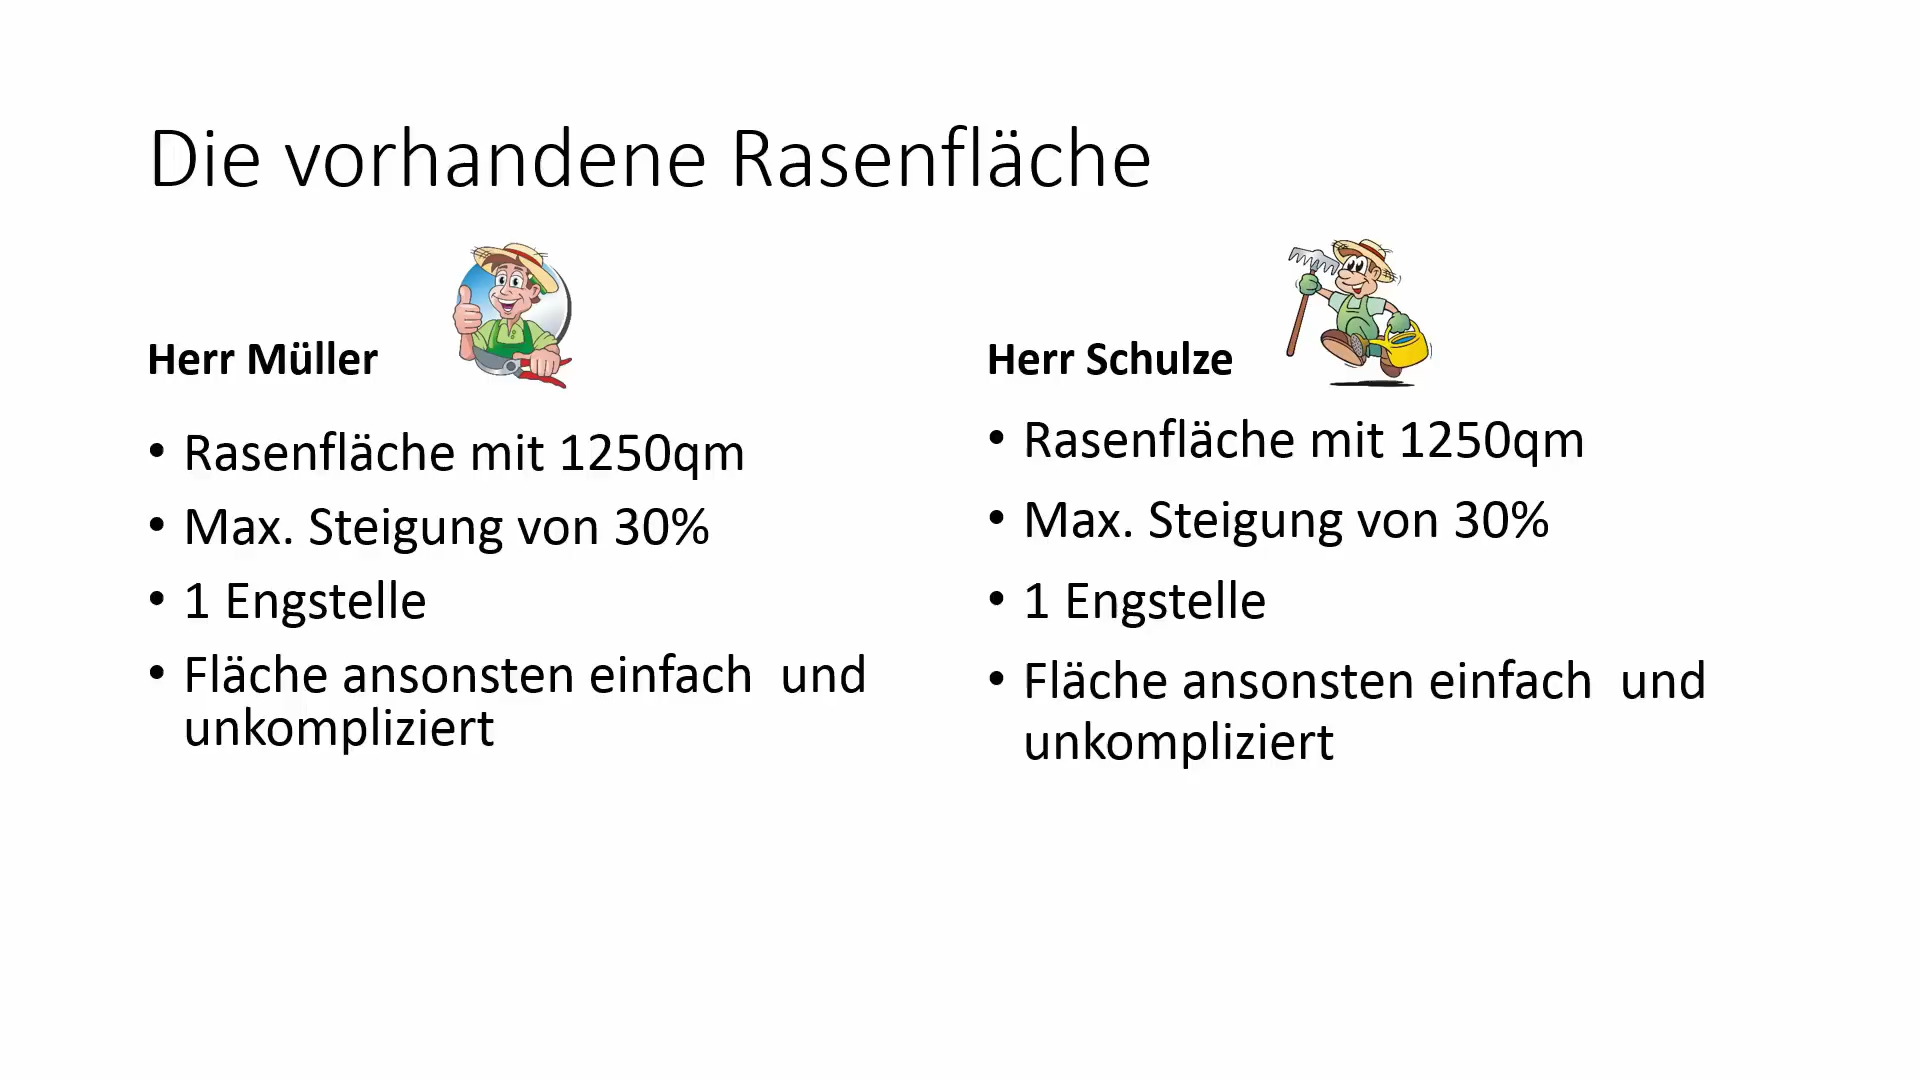 Die vorhandene Rasenfläche
Herr Müller
• Rasenfläche mit 1250qm
• Max. Steigung von 30%
• 1 Engstelle
• Fläche ansonsten einfach  und
unkompliziert
Herr Schulze
• Rasenfläche mit 1250qm
• Max. Steigung von 30%
• 1 Engstelle
• Fläche ansonsten einfach  und
unkompliziert